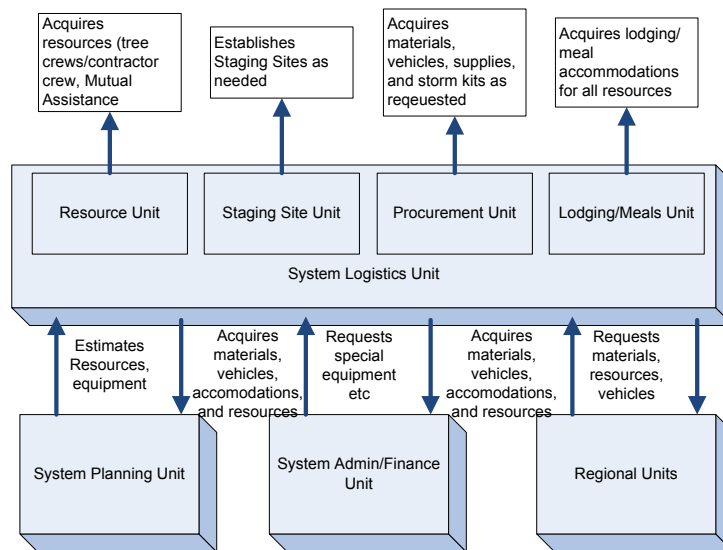 Acquires
resources (tree
crews/contractor
crew, Mutual
Assistance
Establishes
Staging Sites as
needed
Acquires
materials,
vehicles, supplies,
and storm kits as
reqeuested
Acquires lodging/
meal
accommodations
for all resources
Resource Unit
Staging Site Unit
Procurement Unit
Lodging/Meals Unit
System Logistics Unit
Estimates
Resources,
equipment
Acquires
materials,
vehicles,
accomodations,
and resources
Requests
special
equipment
etc
Acquires
materials,
vehicles,
accomodations,
and resources
Requests
materials,
resources,
vehicles
System Planning Unit
System Admin/Finance
Unit
Regional Units